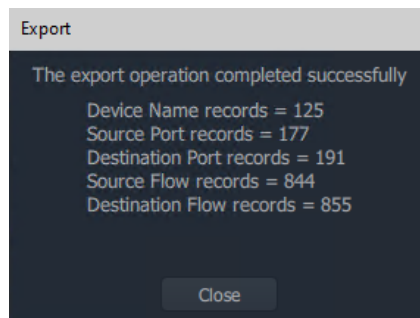 Export
The export operation completed successfully
Device Name records = 125
Source Port records = 177
Destination Port records = 191
Source Flow records = 844
Destination Flow records = 855
Close